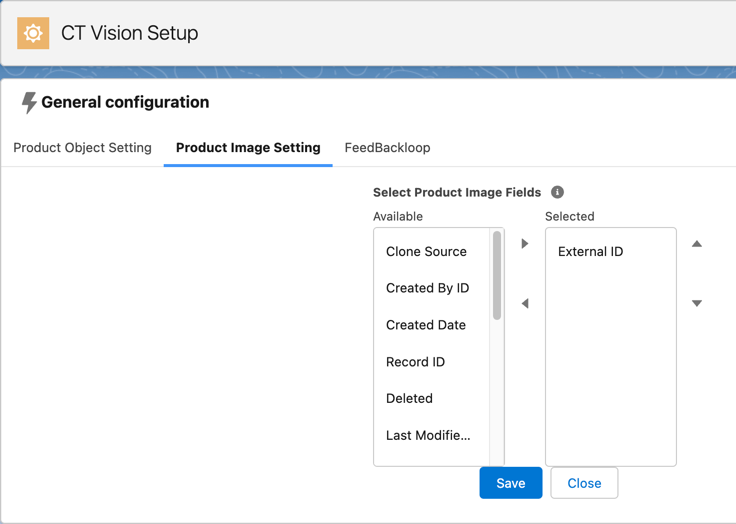 CT Vision Setup
General configuration
Product Object Setting Product Image Setting FeedBackloop
Select Product Image Fields
Available Selected
Clone Source External ID
Created By ID
Created Date
Record ID
Deleted
Last Modifie...
Save Close